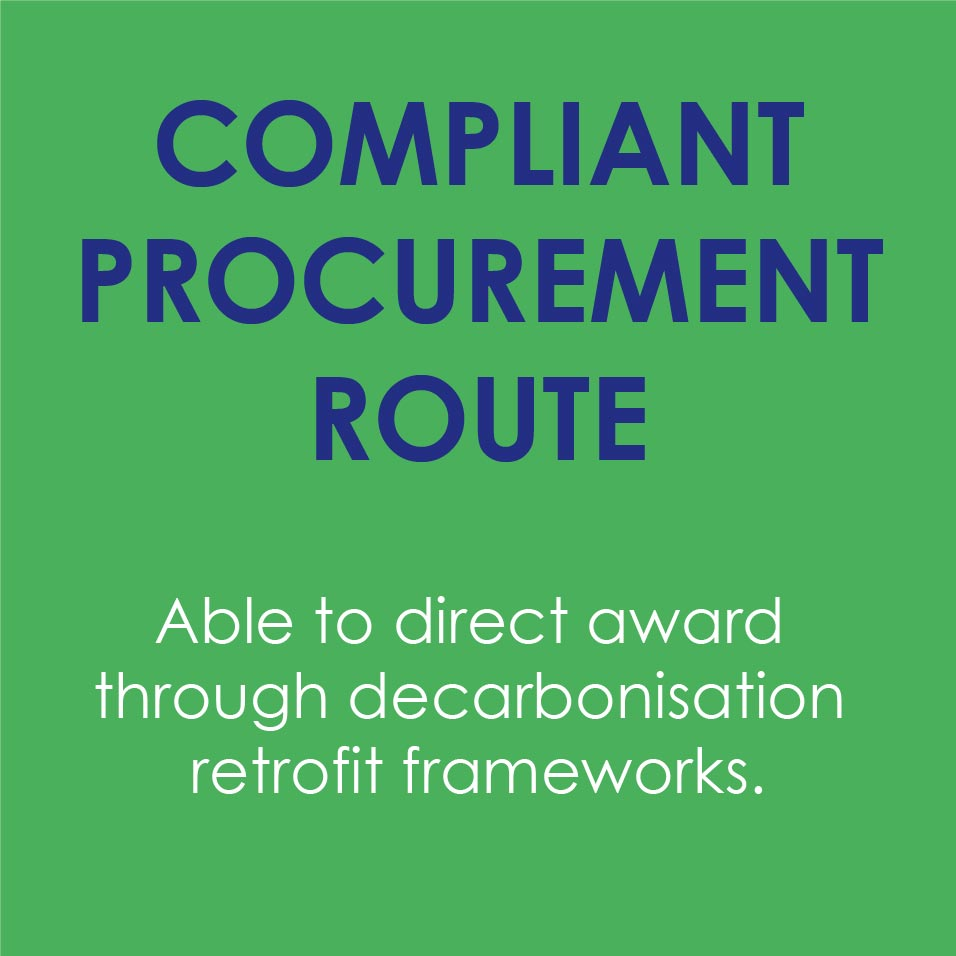 COMPLIANT
PROCUREMENT
ROUTE
Able to direct award
through decarbonisation
retrofit frameworks.